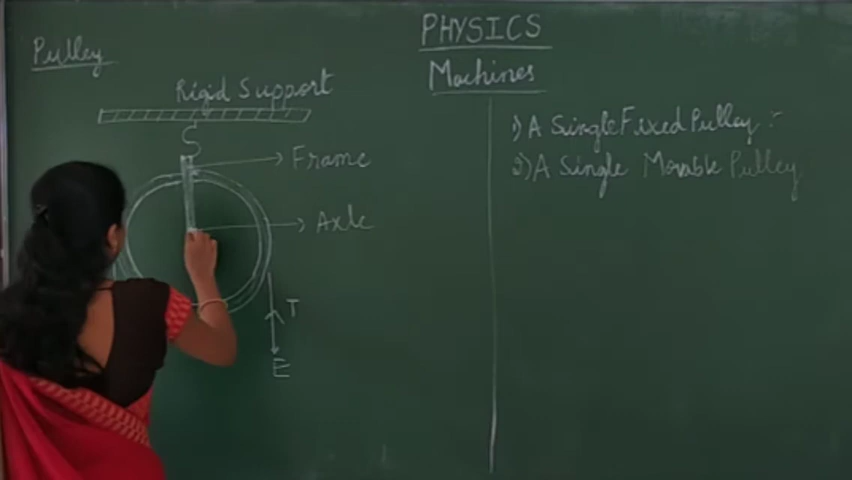 PHYSICS
Machines
Pulley
Rigid Support
Frame
Axle
T
E
1) A Single Fixed Pulley :-
2) A Single Movable Pulley